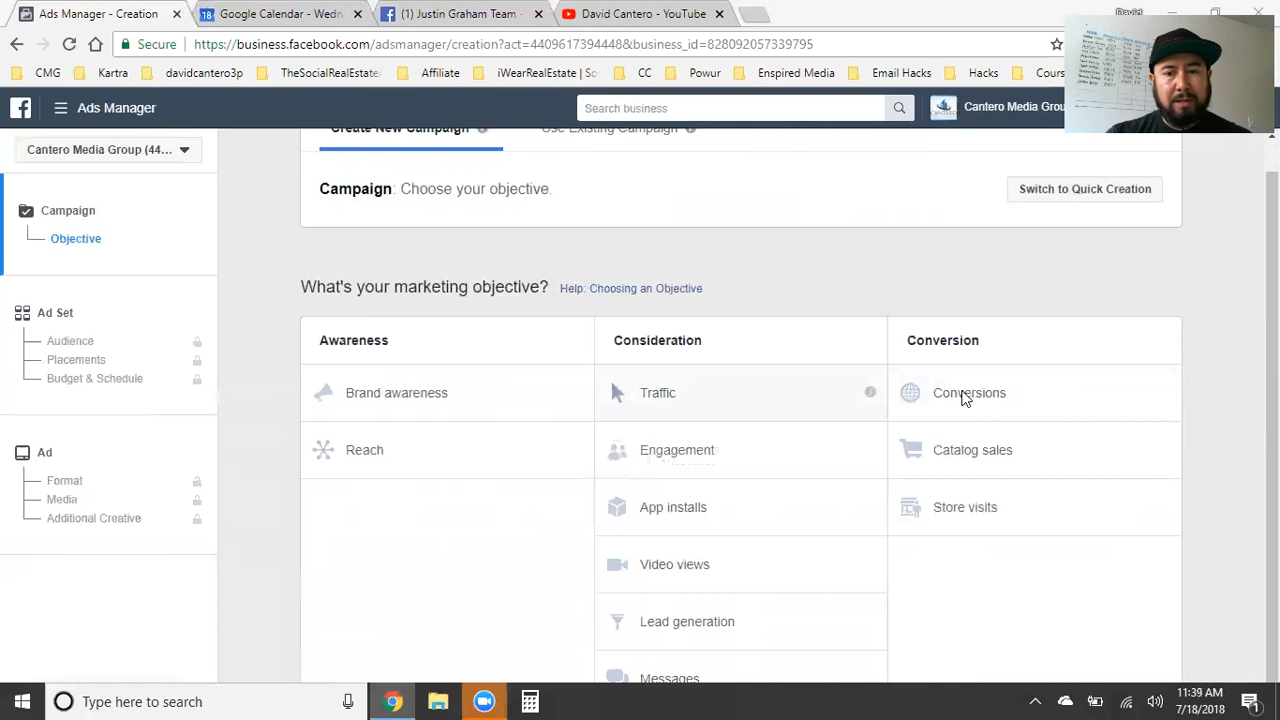 Ads Manager - Creation
Google Calendar - Wedn
(1) Justin Graham Team -
David Cantero - YouTube
Secure
https://business.facebook.com/adsmanager/creation?act=4409617394448&business_id=828092057339795
CMG
Kartra
davidcantero3p
TheSocialRealEstate
Affiliate
iWearRealEstate | Sp
CC
Powur
Enspired Media
Email Hacks
Hacks
Cours
Ads Manager
Search business
Cantero Media Grou
Cantero Media Group (44...
Create New Campaign
Use Existing Campaign
Campaign: Choose your objective.
Switch to Quick Creation
Campaign
Objective
What's your marketing objective?
Help: Choosing an Objective
Ad Set
Audience
Placements
Budget & Schedule
Ad
Format
Media
Additional Creative
Awareness
Consideration
Conversion
Brand awareness
Traffic
Conversions
Reach
Engagement
Catalog sales
App installs
Store visits
Video views
Lead generation
Messages
Type here to search
11:39 AM
7/18/2018
1